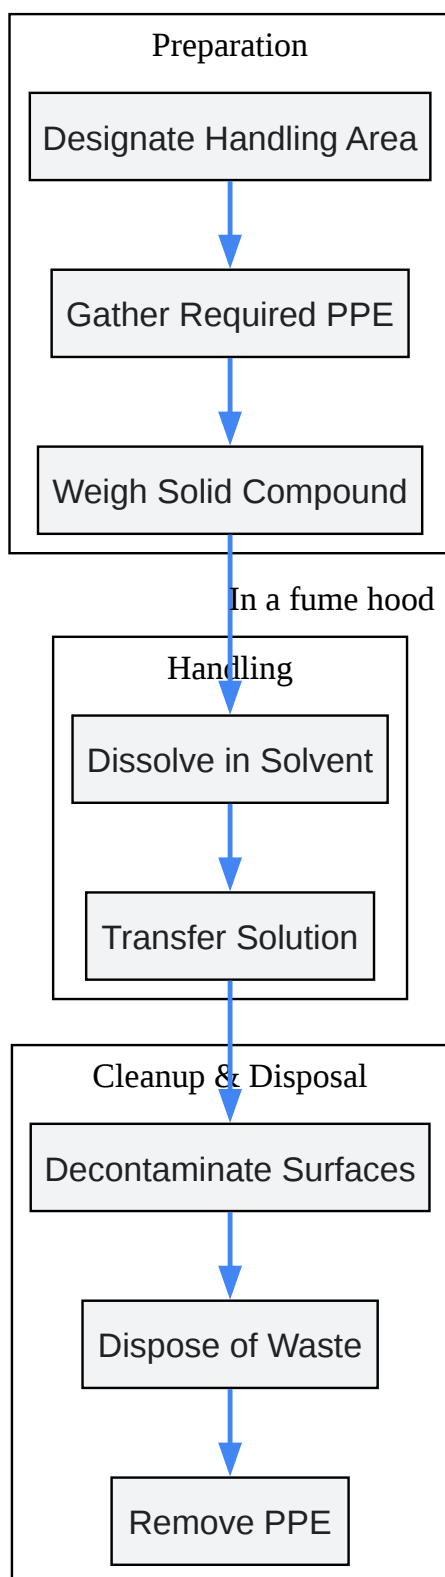 Preparation
Designate Handling Area
Gather Required PPE
Weigh Solid Compound
In a fume hood
Handling
Dissolve in Solvent
Transfer Solution
Cleanup & Disposal
Decontaminate Surfaces
Dispose of Waste
Remove PPE